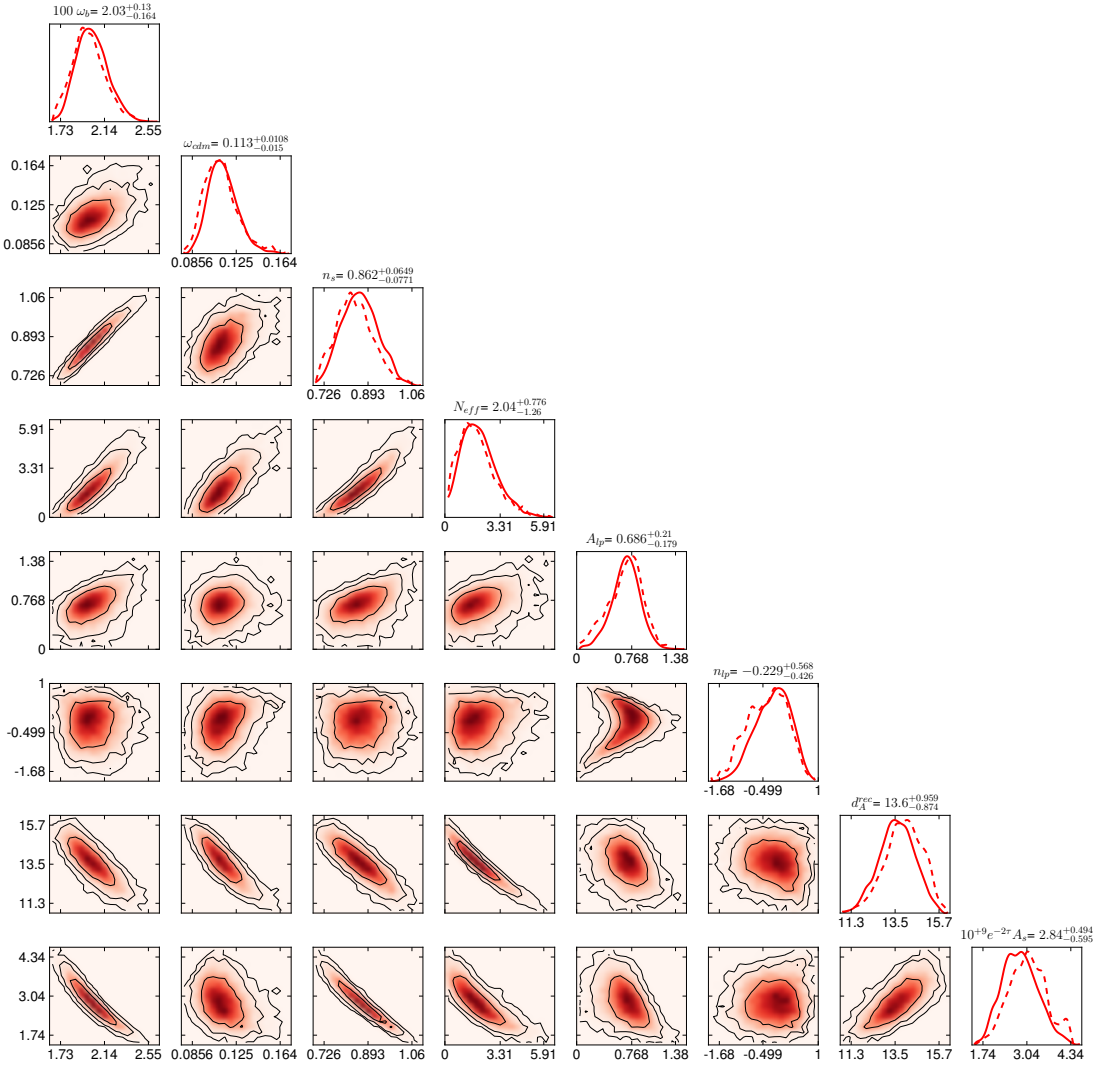 100 ω_b= 2.03^{+0.13}_{-0.164}
1.73 2.14 2.55
ω_{cdm}= 0.113^{+0.0108}_{-0.015}
0.164
0.125
0.0856
0.0856 0.125 0.164
n_s= 0.862^{+0.0649}_{-0.0771}
1.06
0.893
0.726
0.726 0.893 1.06
N_{eff}= 2.04^{+0.776}_{-1.26}
5.91
3.31
0
0 3.31 5.91
A_{lp}= 0.686^{+0.21}_{-0.179}
1.38
0.768
0
0 0.768 1.38
n_{lp}= −0.229^{+0.568}_{-0.426}
1
-0.499
-1.68
-1.68 -0.499 1
d_A^{rec}= 13.6^{+0.959}_{-0.874}
15.7
13.5
11.3
11.3 13.5 15.7
10^{+9}e^{-2τ}A_s= 2.84^{+0.494}_{-0.595}
4.34
3.04
1.74
1.73 2.14 2.55 0.0856 0.125 0.164 0.726 0.893 1.06 0 3.31 5.91 0 0.768 1.38 -1.68 -0.499 1 11.3 13.5 15.7 1.74 3.04 4.34